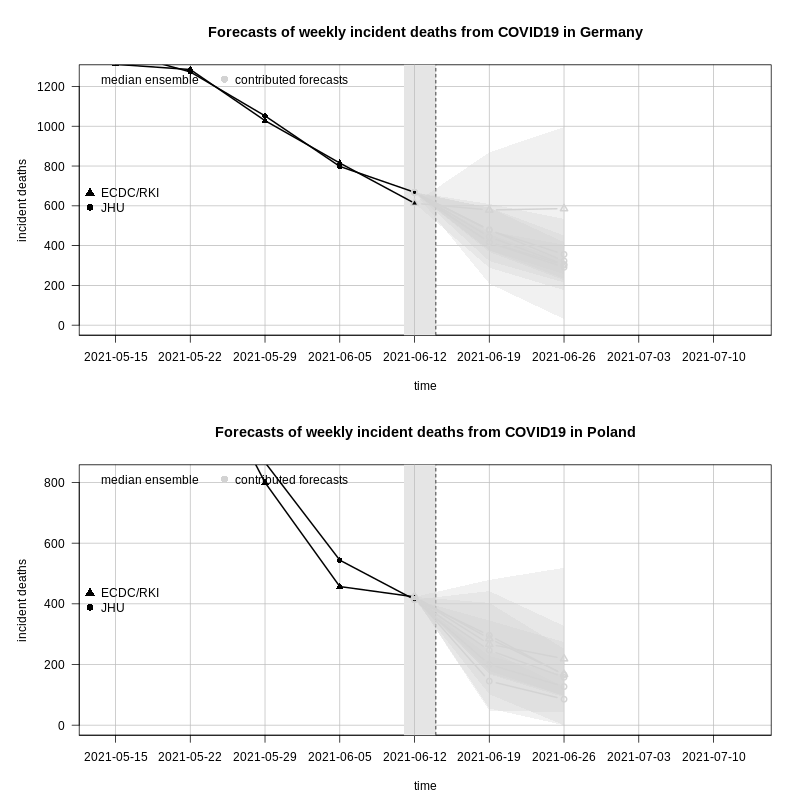 Forecasts of weekly incident deaths from COVID19 in Germany
median ensemble contributed forecasts
1200
1000
800
600
400
200
0
incident deaths
ECDC/RKI
JHU
2021-05-15 2021-05-22 2021-05-29 2021-06-05 2021-06-12 2021-06-19 2021-06-26 2021-07-03 2021-07-10
time
Forecasts of weekly incident deaths from COVID19 in Poland
median ensemble contributed forecasts
800
600
400
200
0
incident deaths
ECDC/RKI
JHU
2021-05-15 2021-05-22 2021-05-29 2021-06-05 2021-06-12 2021-06-19 2021-06-26 2021-07-03 2021-07-10
time